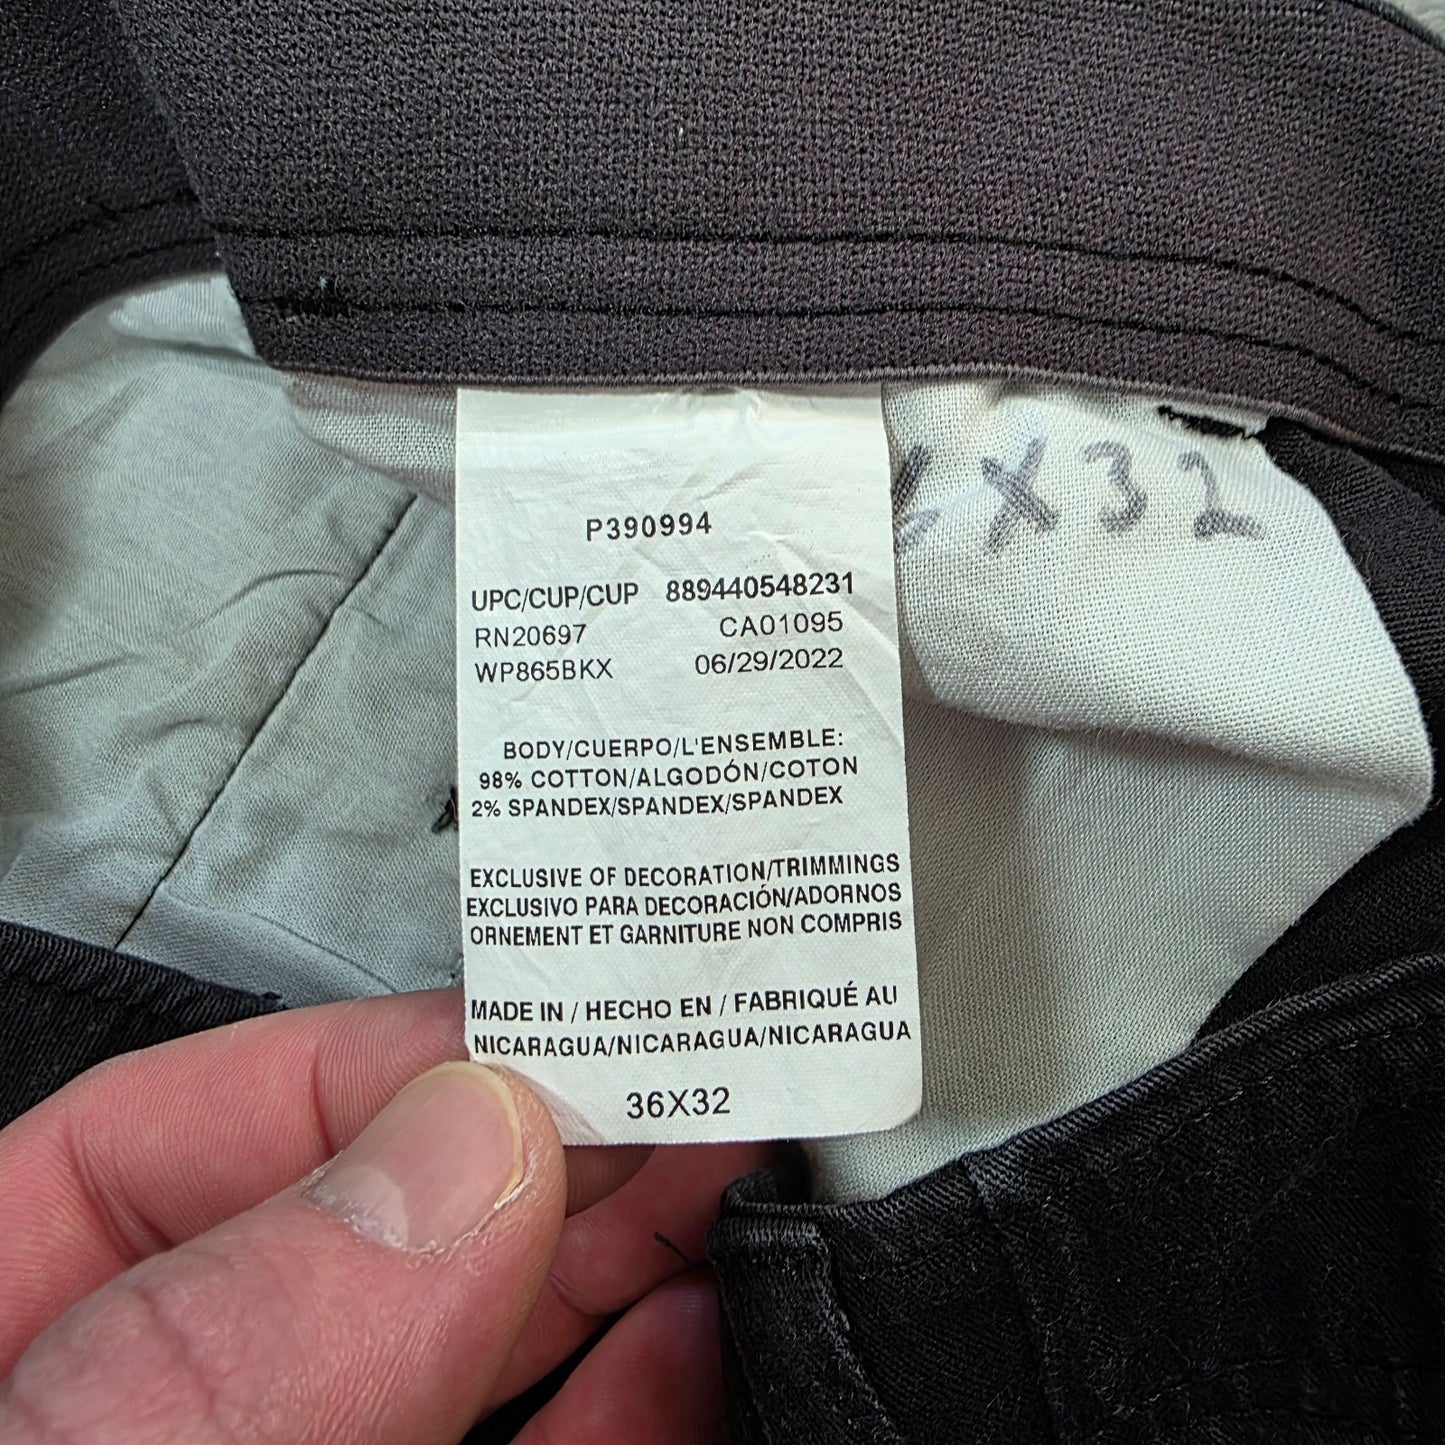 P390994
UPC/CUP/CUP 889440548231
RN20697 CA01095
WP865BKX 06/29/2022
BODY/CUERPO/L'ENSEMBLE:
98% COTTON/ALGODÓN/COTON
2% SPANDEX/SPANDEX/SPANDEX
EXCLUSIVE OF DECORATION/TRIMMINGS
EXCLUSIVO PARA DECORACIÓN/ADORNOS
ORNEMENT ET GARNITURE NON COMPRIS
MADE IN / HECHO EN / FABRIQUÉ AU
NICARAGUA/NICARAGUA/NICARAGUA
36X32
X 32